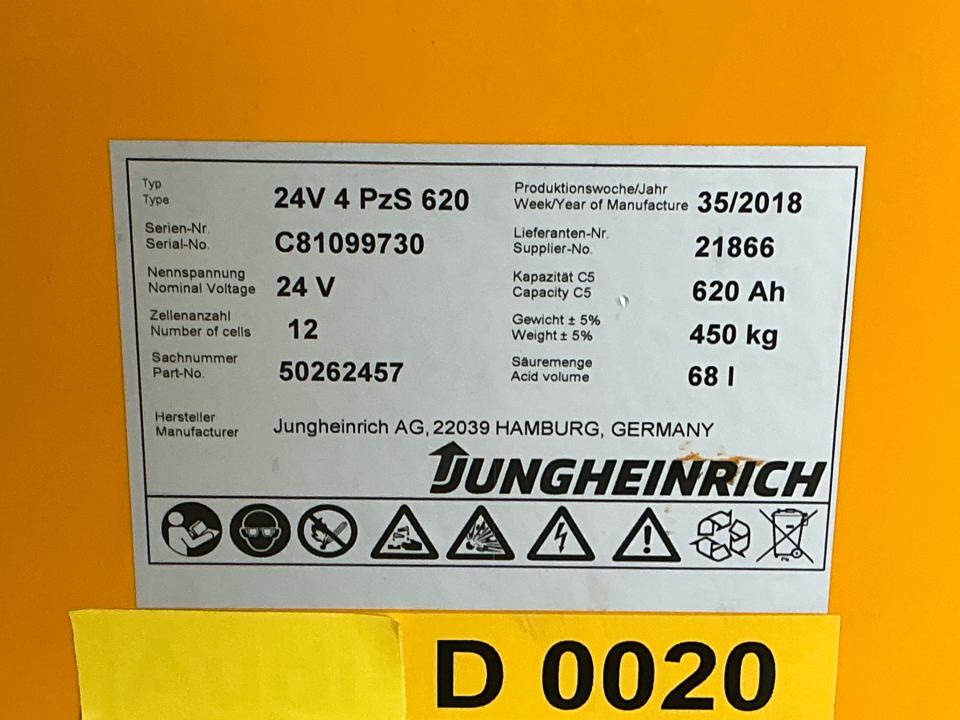 Typ
Type
24V 4 PzS 620
Produktionswoche/Jahr
Week/Year of Manufacture
35/2018
Serien-Nr.
Serial-No.
C81099730
Lieferanten-Nr.
Supplier-No.
21866
Nennspannung
Nominal Voltage
24 V
Kapazität C5
Capacity C5
620 Ah
Zellenanzahl
Number of cells
12
Gewicht ± 5%
Weight ± 5%
450 kg
Sachnummer
Part-No.
50262457
Säuremenge
Acid volume
68 l
Hersteller
Manufacturer
Jungheinrich AG, 22039 HAMBURG, GERMANY
JUNGHEINRICH
Pb
D 0020